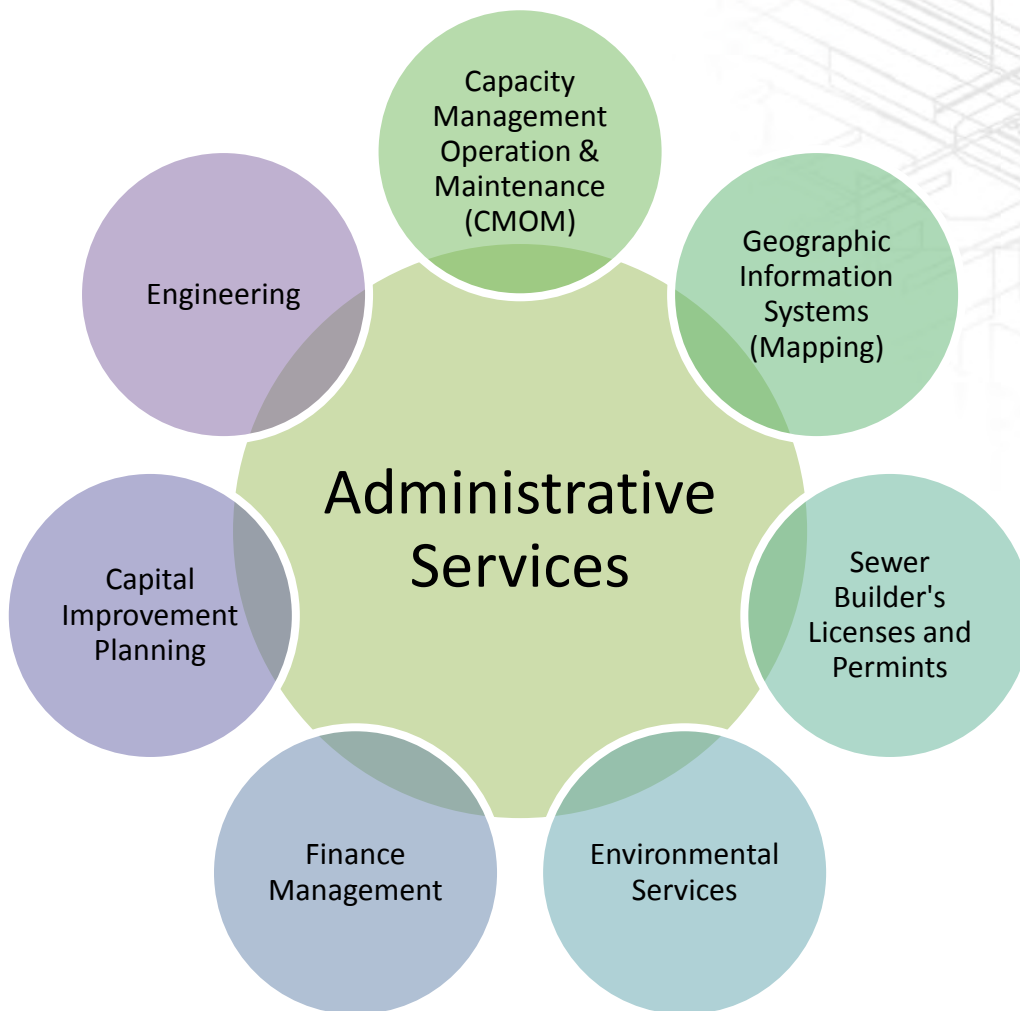 Capacity
Management
Operation &
Maintenance
(CMOM)
Geographic
Information
Systems
(Mapping)
Engineering
Administrative
Services
Sewer
Builder's
Licenses and
Permints
Capital
Improvement
Planning
Environmental
Services
Finance
Management